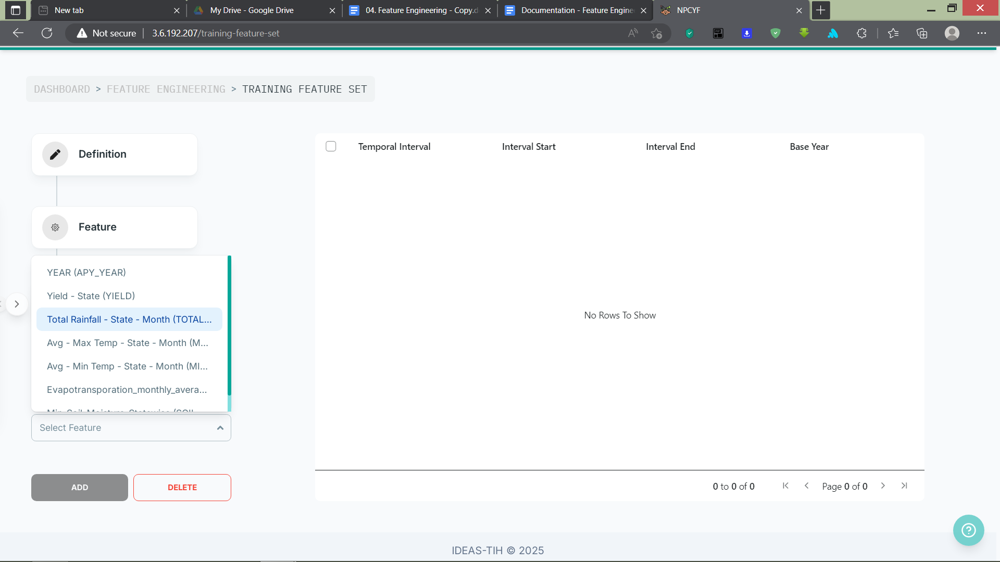 New tab
My Drive - Google Drive
04. Feature Engineering - Copy.d
Documentation - Feature Engine
NPCYF
Not secure
3.6.192.207/training-feature-set
DASHBOARD > FEATURE ENGINEERING > TRAINING FEATURE SET
Definition
Feature
YEAR (APY_YEAR)
Yield - State (YIELD)
Total Rainfall - State - Month (TOTAL...
Avg - Max Temp - State - Month (M...
Avg - Min Temp - State - Month (MI...
Evapotransporation_monthly_avera...
Select Feature
ADD
DELETE
Temporal Interval
Interval Start
Interval End
Base Year
No Rows To Show
0 to 0 of 0
Page 0 of 0
IDEAS-TIH © 2025